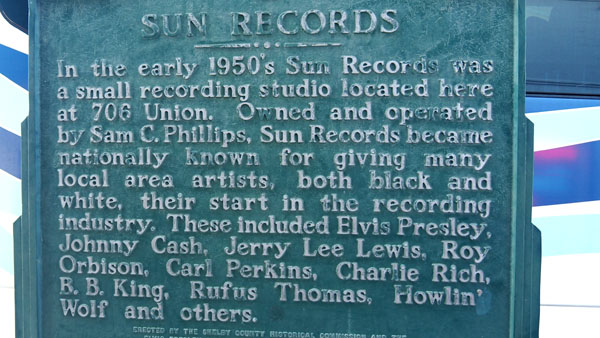 SUN RECORDS
In the early 1950's Sun Records was
a small recording studio located here
at 706 Union. Owned and operated
by Sam C. Phillips, Sun Records became
nationally known for giving many
local area artists, both black and
white, their start in the recording
industry. These included Elvis Presley,
Johnny Cash, Jerry Lee Lewis, Roy
Orbison, Carl Perkins, Charlie Rich,
B. B. King, Rufus Thomas, Howlin'
Wolf and others.
ERECTED BY THE SHELBY COUNTY HISTORICAL COMMISSION AND THE